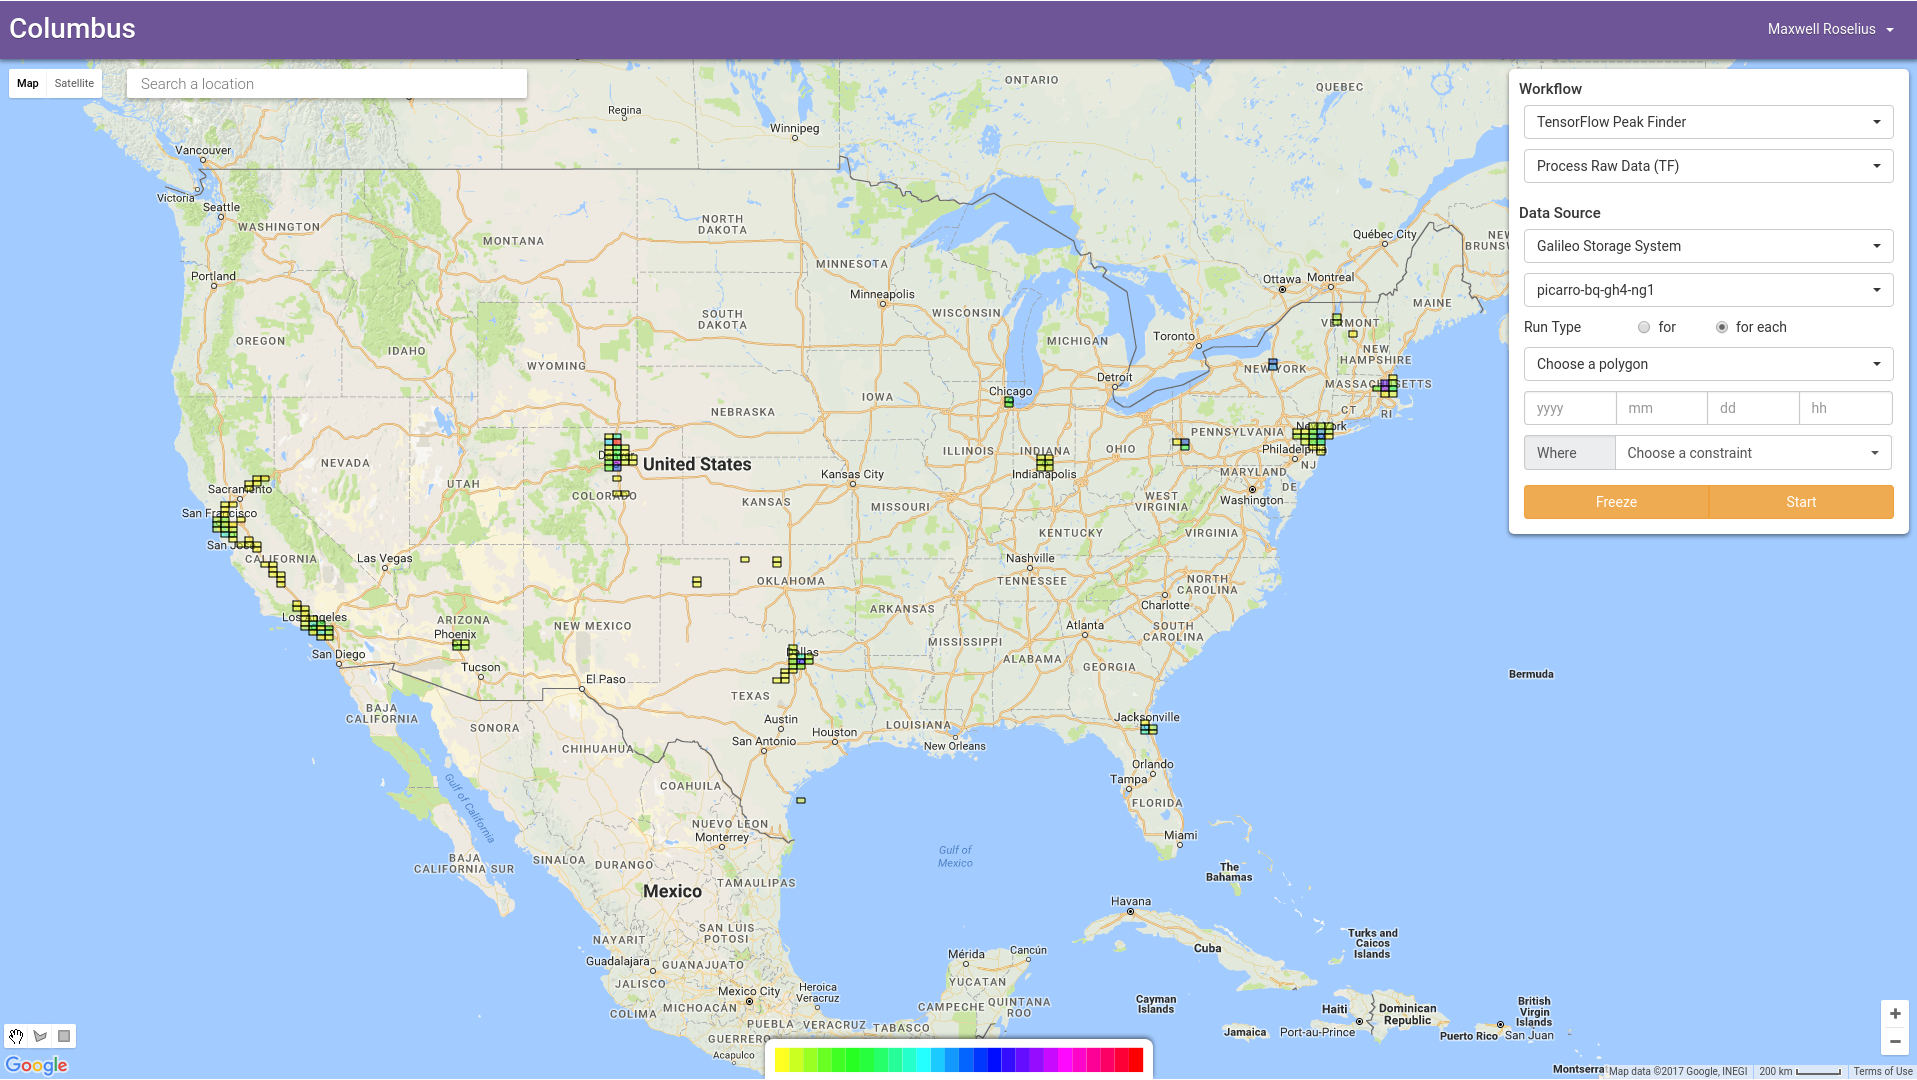 Columbus
Maxwell Roselius
Map
Satellite
Search a location
Workflow
TensorFlow Peak Finder
Process Raw Data (TF)
Data Source
Galileo Storage System
picarro-bq-gh4-ng1
Run Type
for
for each
Choose a polygon
yyyy
mm
dd
hh
Where
Choose a constraint
Freeze
Start
ONTARIO
QUEBEC
Regina
Winnipeg
Vancouver
Victoria
Seattle
WASHINGTON
NORTH
DAKOTA
MONTANA
Québec City
NEW
BRUNSW
MINNESOTA
Portland
Ottawa
Montreal
Minneapolis
MAINE
WISCONSIN
SOUTH
DAKOTA
VERMONT
OREGON
Toronto
MICHIGAN
IDAHO
NEW
HAMPSHIRE
WYOMING
NEW YORK
Detroit
MASSACHUSETTS
Chicago
IOWA
NEBRASKA
CT
RI
New York
PENNSYLVANIA
ILLINOIS
INDIANA
OHIO
Philadelphia
NEVADA
United States
NJ
Indianapolis
MARYLAND
Kansas City
UTAH
DE
Sacramento
COLORADO
KANSAS
MISSOURI
WEST
VIRGINIA
Washington
San Francisco
KENTUCKY
VIRGINIA
San Jose
CALIFORNIA
Las Vegas
Nashville
OKLAHOMA
TENNESSEE
NORTH
CAROLINA
ARKANSAS
Charlotte
Los Angeles
ARIZONA
NEW MEXICO
Phoenix
Atlanta
SOUTH
CAROLINA
MISSISSIPPI
San Diego
Dallas
ALABAMA
GEORGIA
Tucson
El Paso
Bermuda
TEXAS
BAJA
CALIFORNIA
SONORA
Austin
Jacksonville
LOUISIANA
Houston
San Antonio
New Orleans
CHIHUAHUA
Orlando
Tampa
COAHUILA
Gulf of California
FLORIDA
NUEVO LEON
Monterrey
Miami
Gulf of
Mexico
BAJA
CALIFORNIA SUR
SINALOA
DURANGO
The
Bahamas
TAMAULIPAS
Mexico
Havana
SAN LUIS
POTOSI
NAYARIT
Cuba
Turks and
Caicos
Islands
Mérida
Cancún
Guadalajara
GUANAJUATO
JALISCO
YUCATAN
Mexico City
Heroica
Veracruz
MICHOACÁN
CAMPECHE
QUINTANA
ROO
Cayman
Islands
COLIMA
Haiti
Dominican
Republic
British
Virgin
Islands
PUEBLA
VERACRUZ
TABASCO
Jamaica
Port-au-Prince
Puerto Rico
San Juan
GUERRERO
Acapulco
Montserra
Google
Map data ©2017 Google, INEGI
200 km
Terms of Use
+
−